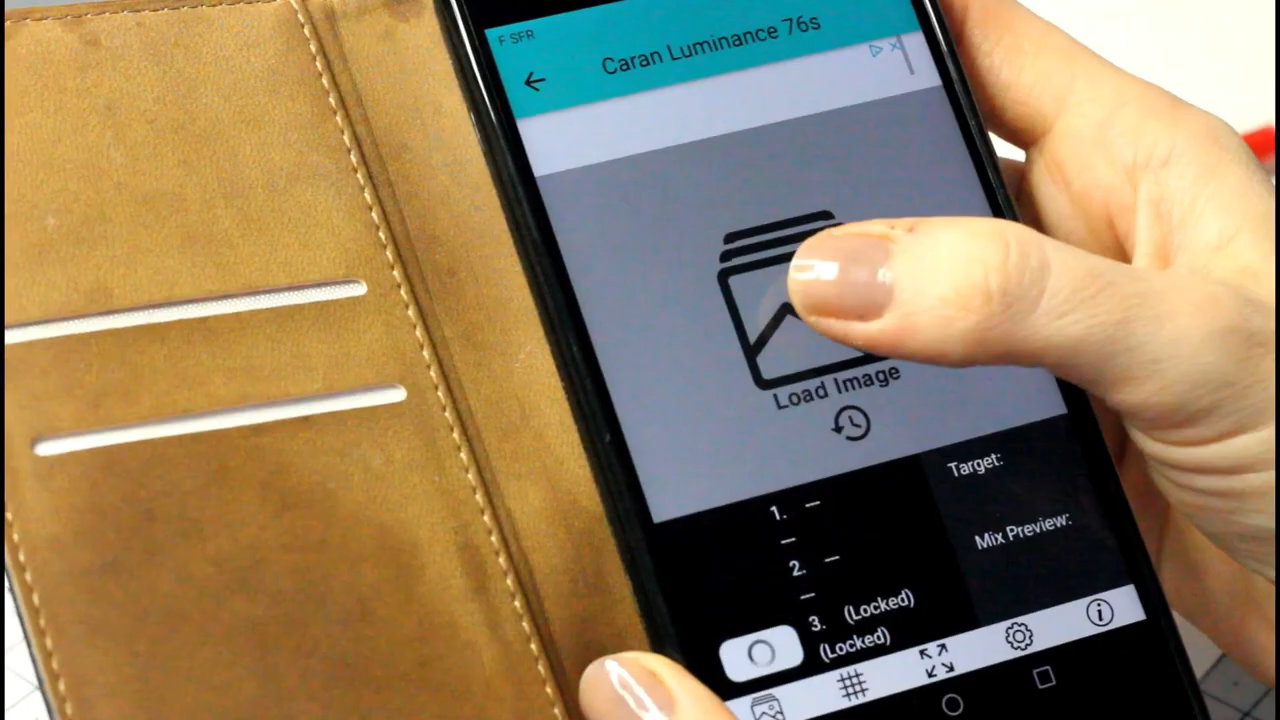 F SFR
Caran Luminance 76s
Load Image
1. —
—
2. —
—
3. (Locked)
(Locked)
Target:
Mix Preview: